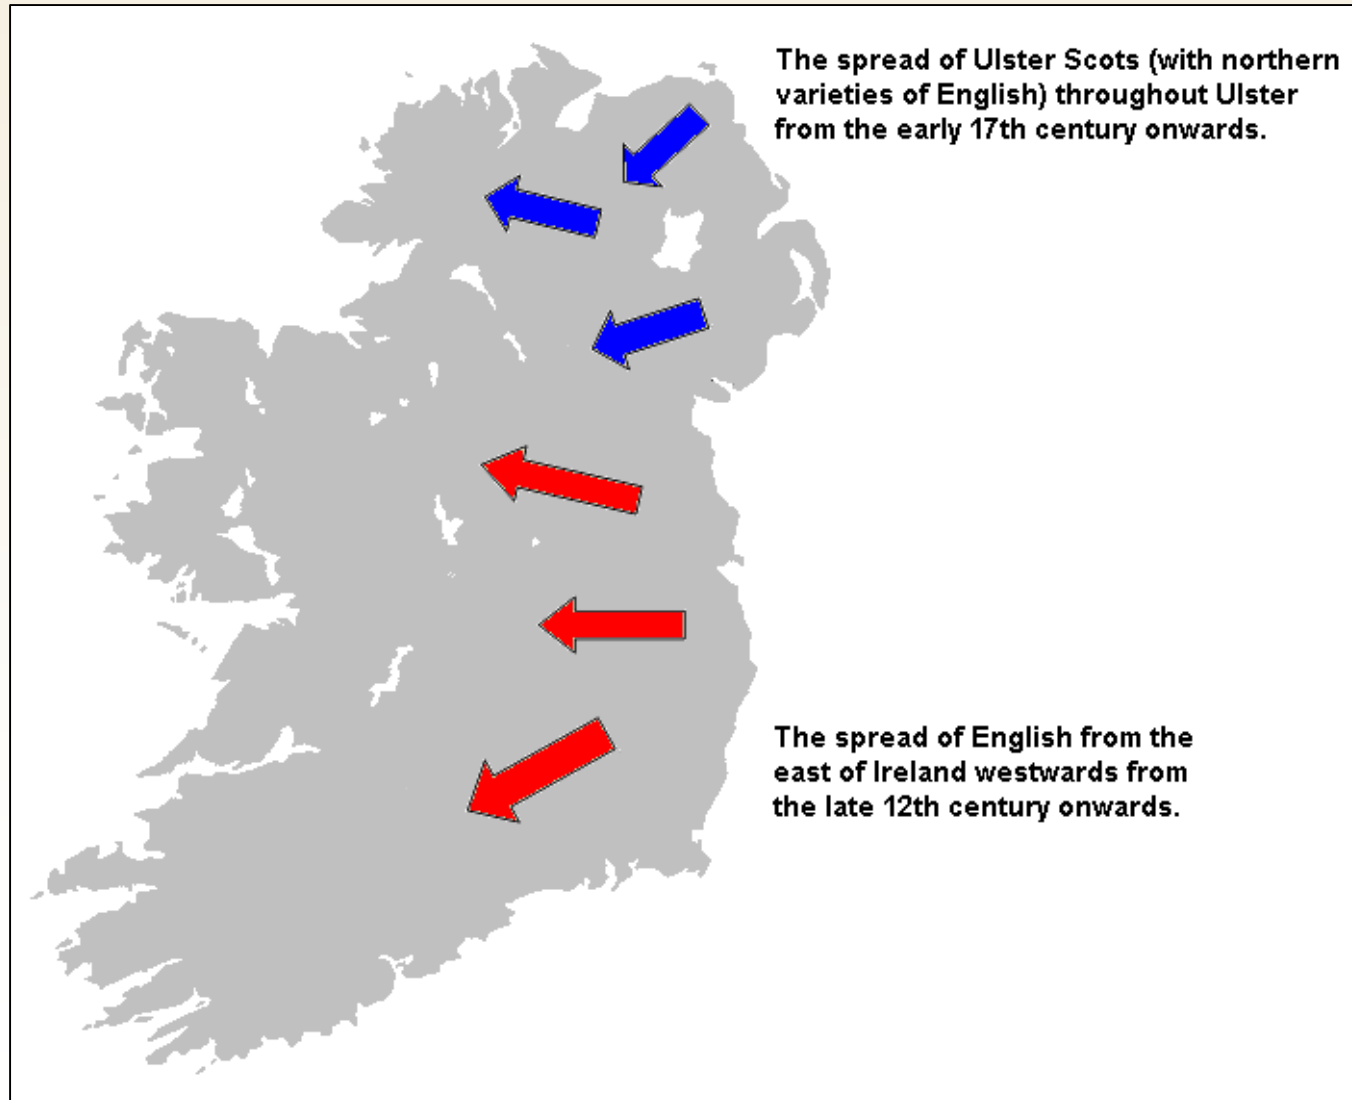 The spread of Ulster Scots (with northern
varieties of English) throughout Ulster
from the early 17th century onwards.
The spread of English from the
east of Ireland westwards from
the late 12th century onwards.